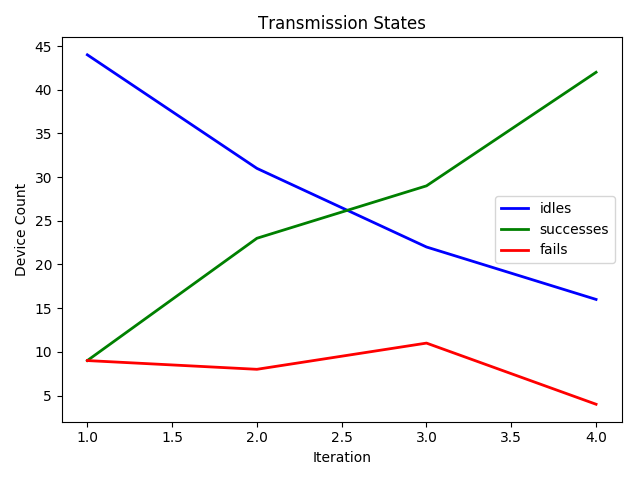 Transmission States
Device Count
45
40
35
30
25
20
15
10
5
idles
successes
fails
1.0 1.5 2.0 2.5 3.0 3.5 4.0
Iteration